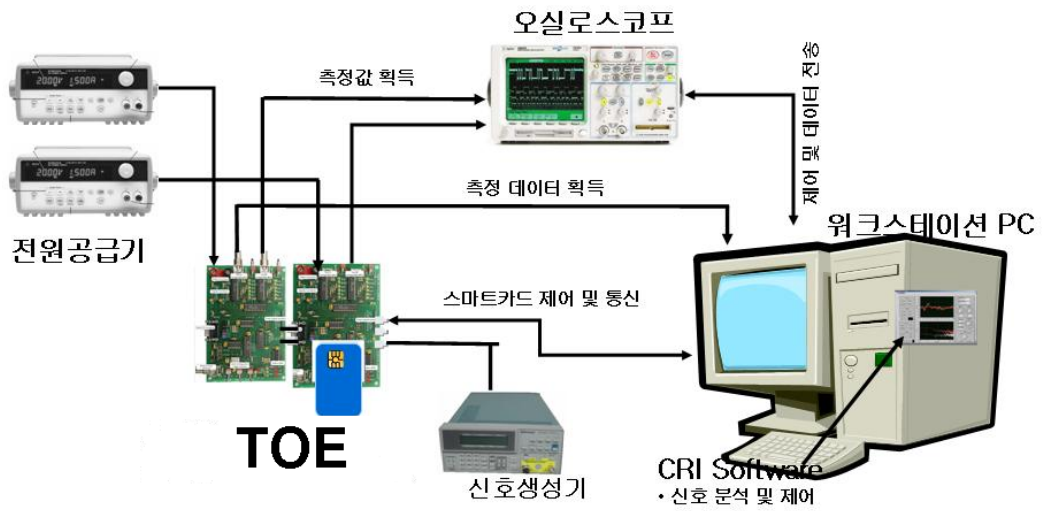 오실로스코프
측정값 획득
제어 및 데이터 전송
측정 데이터 획득
전원공급기
워크스테이션 PC
스마트카드 제어 및 통신
TOE
신호생성기
CRI Software
• 신호 분석 및 제어